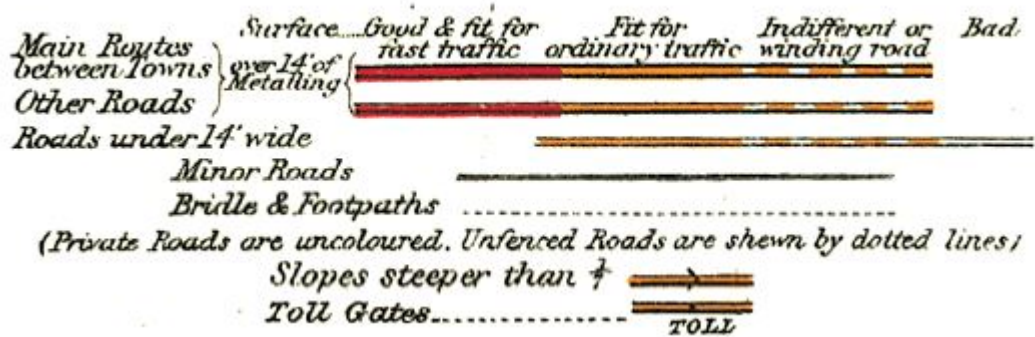 Surface....Good & fit for Fit for Indifferent or Bad.
Main Routes fast traffic ordinary traffic winding road
between Towns over 14' of
Metalling
Other Roads
Roads under 14' wide
Minor Roads
Bridle & Footpaths
(Private Roads are uncoloured. Unfenced Roads are shewn by dotted lines)
Slopes steeper than 1/7
Toll Gates
TOLL